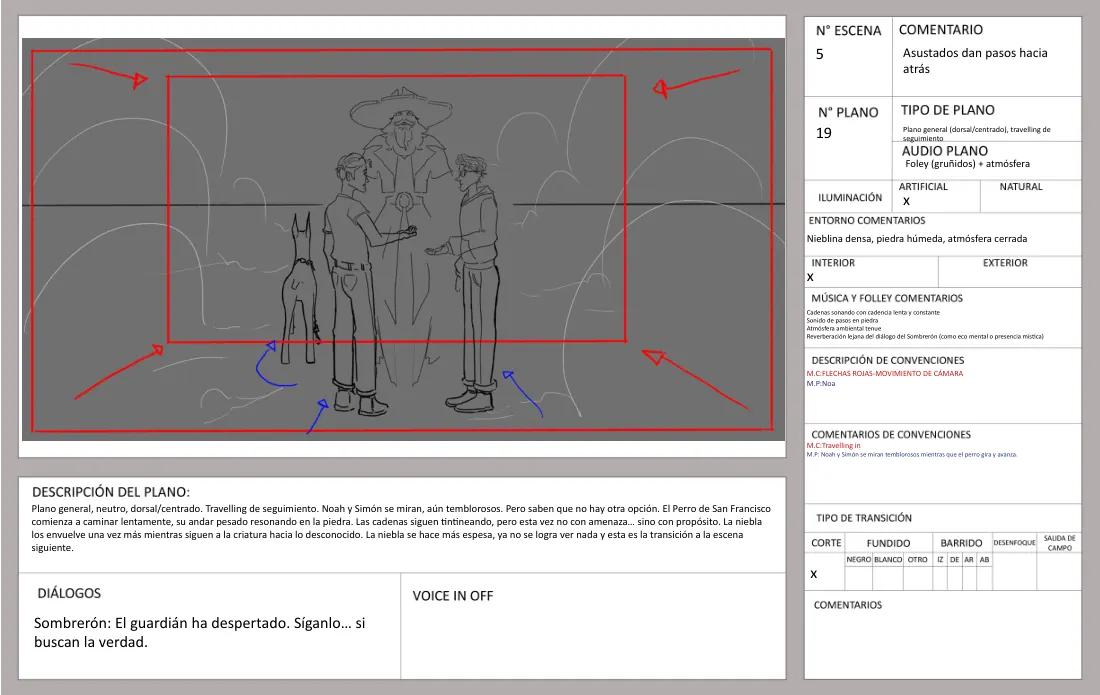 N° ESCENA
5
COMENTARIO
Asustados dan pasos hacia
atrás
N° PLANO
19
TIPO DE PLANO
Plano general (dorsal/centrado), travelling de
seguimiento
AUDIO PLANO
Foley (gruñidos) + atmósfera
ILUMINACIÓN
ARTIFICIAL
X
NATURAL
ENTORNO COMENTARIOS
Nieblina densa, piedra húmeda, atmósfera cerrada
INTERIOR
X
EXTERIOR
MÚSICA Y FOLLEY COMENTARIOS
Cadenas sonando con cadencia lenta y constante
Sonido de pasos en piedra
Atmósfera ambiental tenue
Reverberación lejana del diálogo del Sombrerón (como eco mental o presencia mística)
DESCRIPCIÓN DE CONVENCIONES
M.C:FLECHAS ROJAS-MOVIMIENTO DE CÁMARA
M.P:Noa
COMENTARIOS DE CONVENCIONES
M.C:Travelling in
M.P: Noah y Simón se miran temblorosos mientras que el perro gira y avanza.
TIPO DE TRANSICIÓN
CORTE
X
FUNDIDO
NEGRO BLANCO OTRO
BARRIDO
IZ DE AR AB
DESENFOQUE
SALIDA DE
CAMPO
COMENTARIOS
DESCRIPCIÓN DEL PLANO:
Plano general, neutro, dorsal/centrado. Travelling de seguimiento. Noah y Simón se miran, aún temblorosos. Pero saben que no hay otra opción. El Perro de San Francisco
comienza a caminar lentamente, su andar pesado resonando en la piedra. Las cadenas siguen tintineando, pero esta vez no con amenaza… sino con propósito. La niebla
los envuelve una vez más mientras siguen a la criatura hacia lo desconocido. La niebla se hace más espesa, ya no se logra ver nada y esta es la transición a la escena
siguiente.
DIÁLOGOS
Sombrerón: El guardián ha despertado. Síganlo… si
buscan la verdad.
VOICE IN OFF